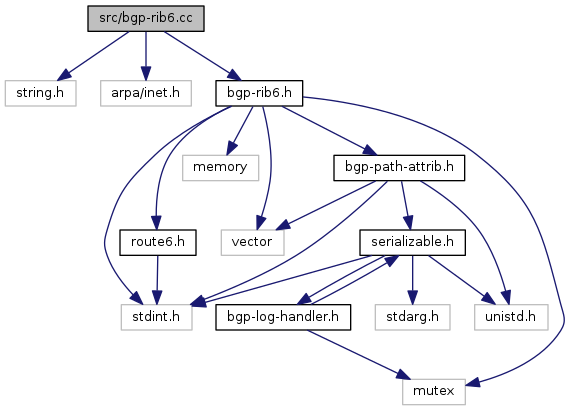 src/bgp-rib6.cc
string.h
arpa/inet.h
bgp-rib6.h
memory
bgp-path-attrib.h
route6.h
vector
serializable.h
stdint.h
bgp-log-handler.h
stdarg.h
unistd.h
mutex